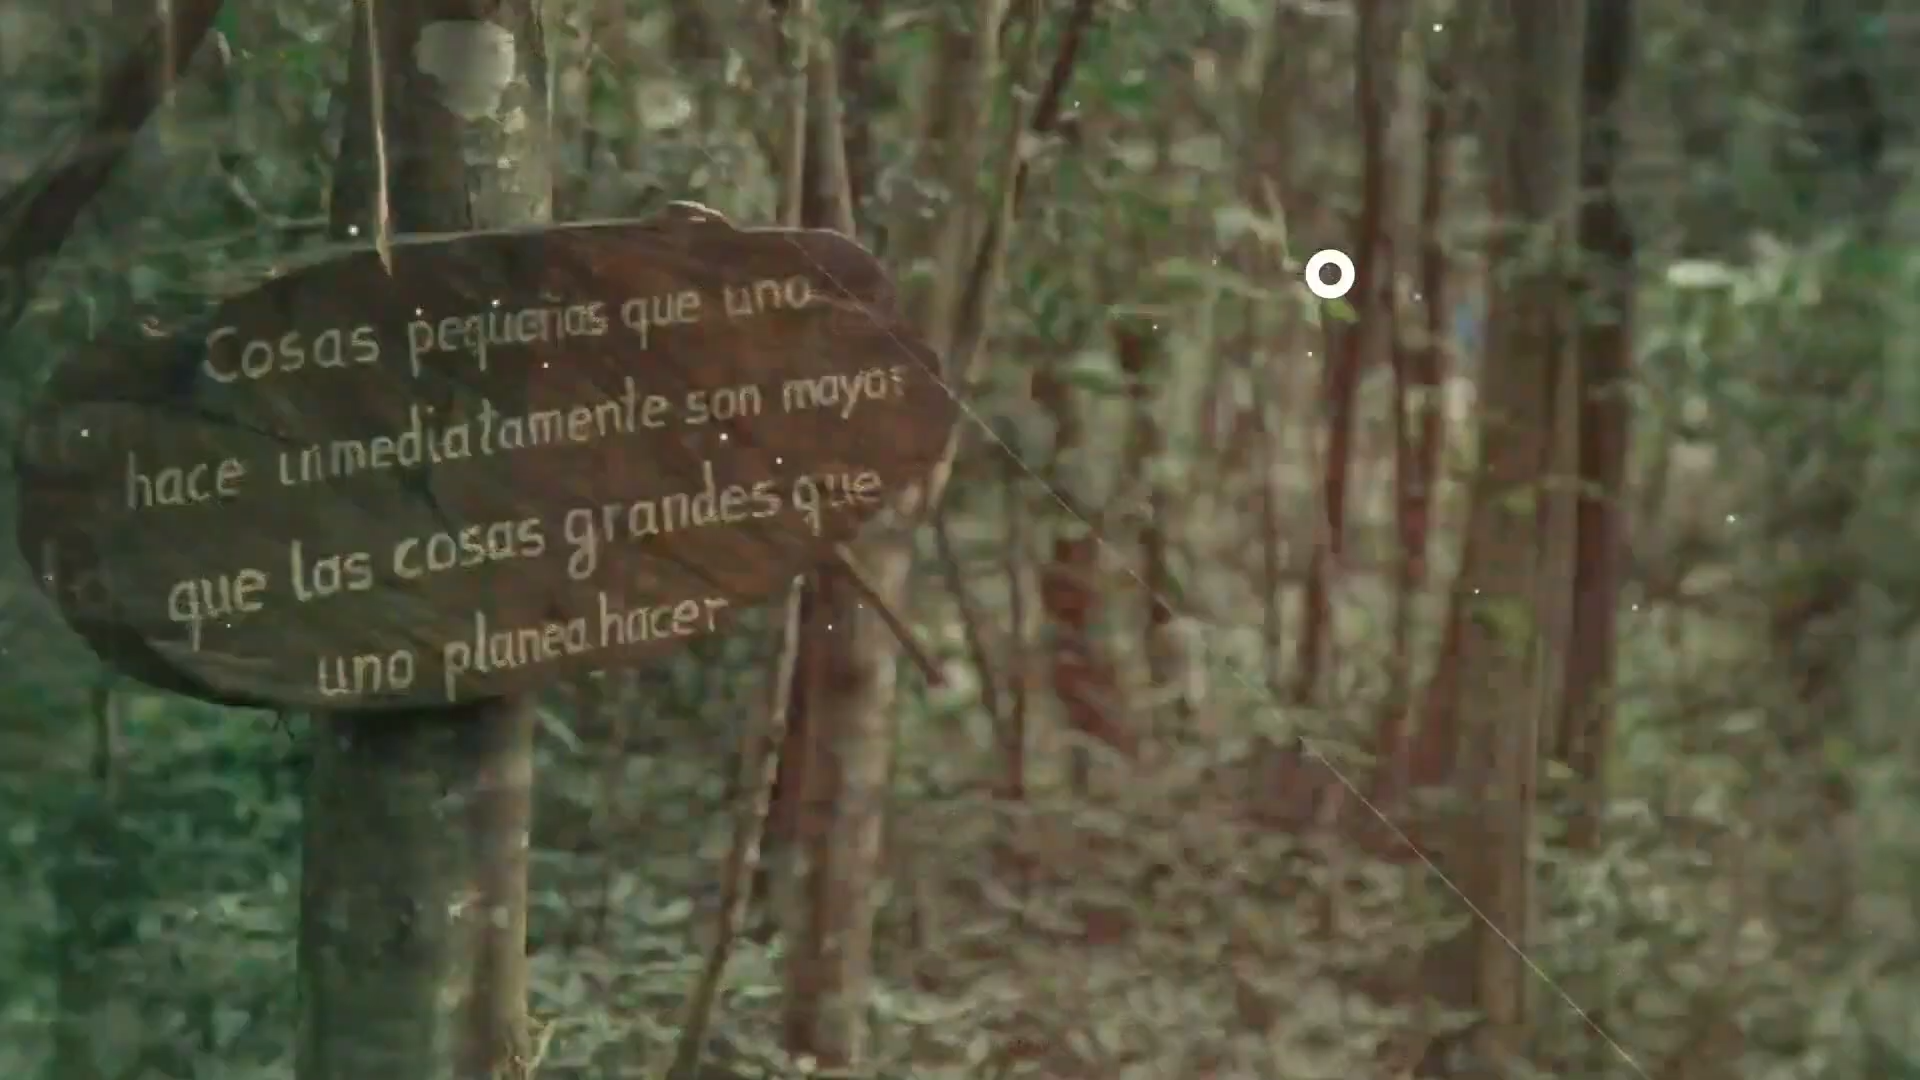 Cosas pequeñas que uno
hace inmediatamente son mayor
que las cosas grandes que
uno planea hacer